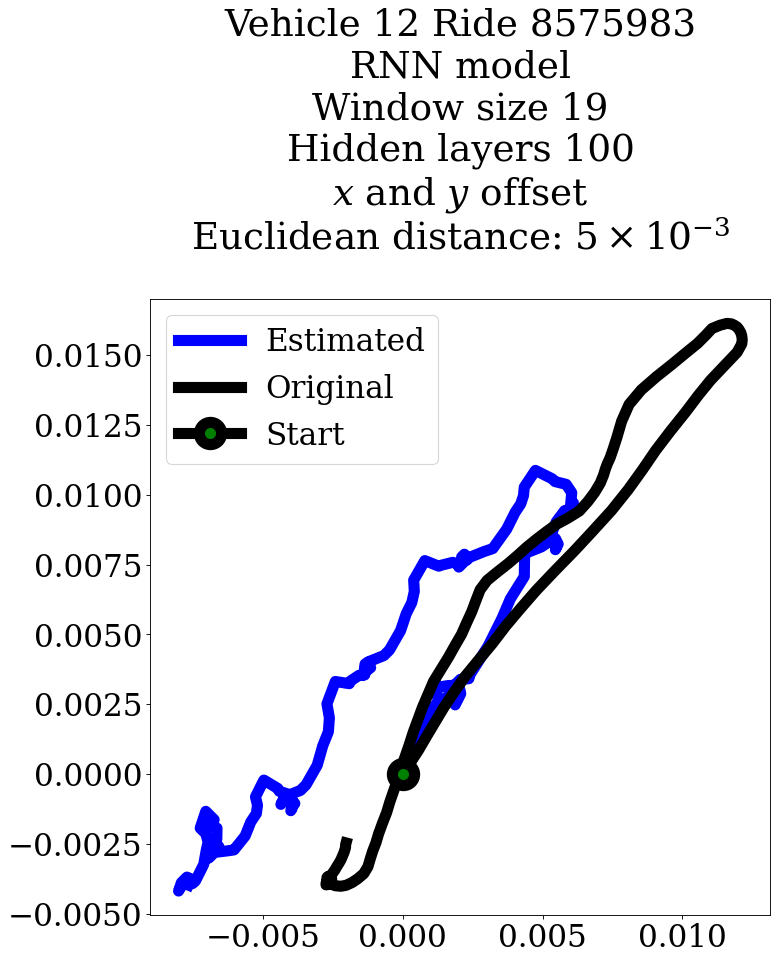 Vehicle 12 Ride 8575983
RNN model
Window size 19
Hidden layers 100
x and y offset
Euclidean distance: 5 × 10⁻³
Estimated
Original
Start
0.0150
0.0125
0.0100
0.0075
0.0050
0.0025
0.0000
−0.0025
−0.0050
−0.005 0.000 0.005 0.010